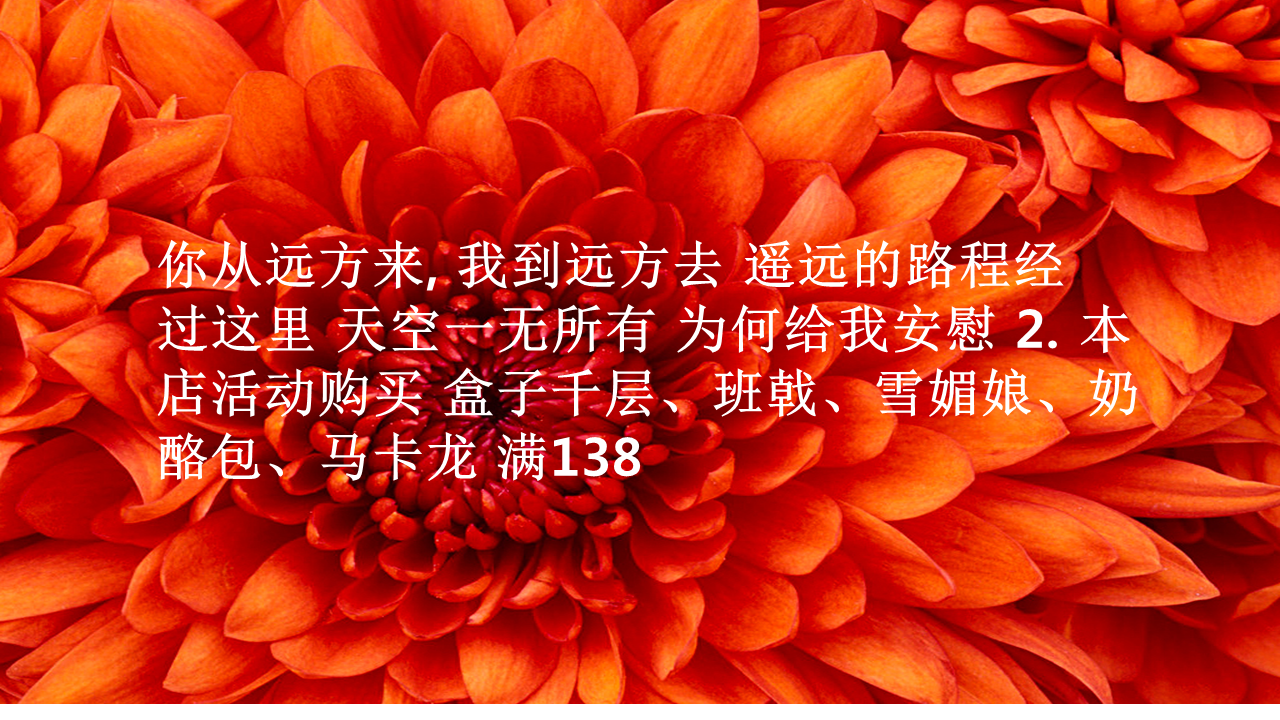 你从远方来, 我到远方去 遥远的路程经
过这里 天空一无所有 为何给我安慰 2. 本
店活动购买 盒子千层、班戟、雪媚娘、奶
酪包、马卡龙 满138